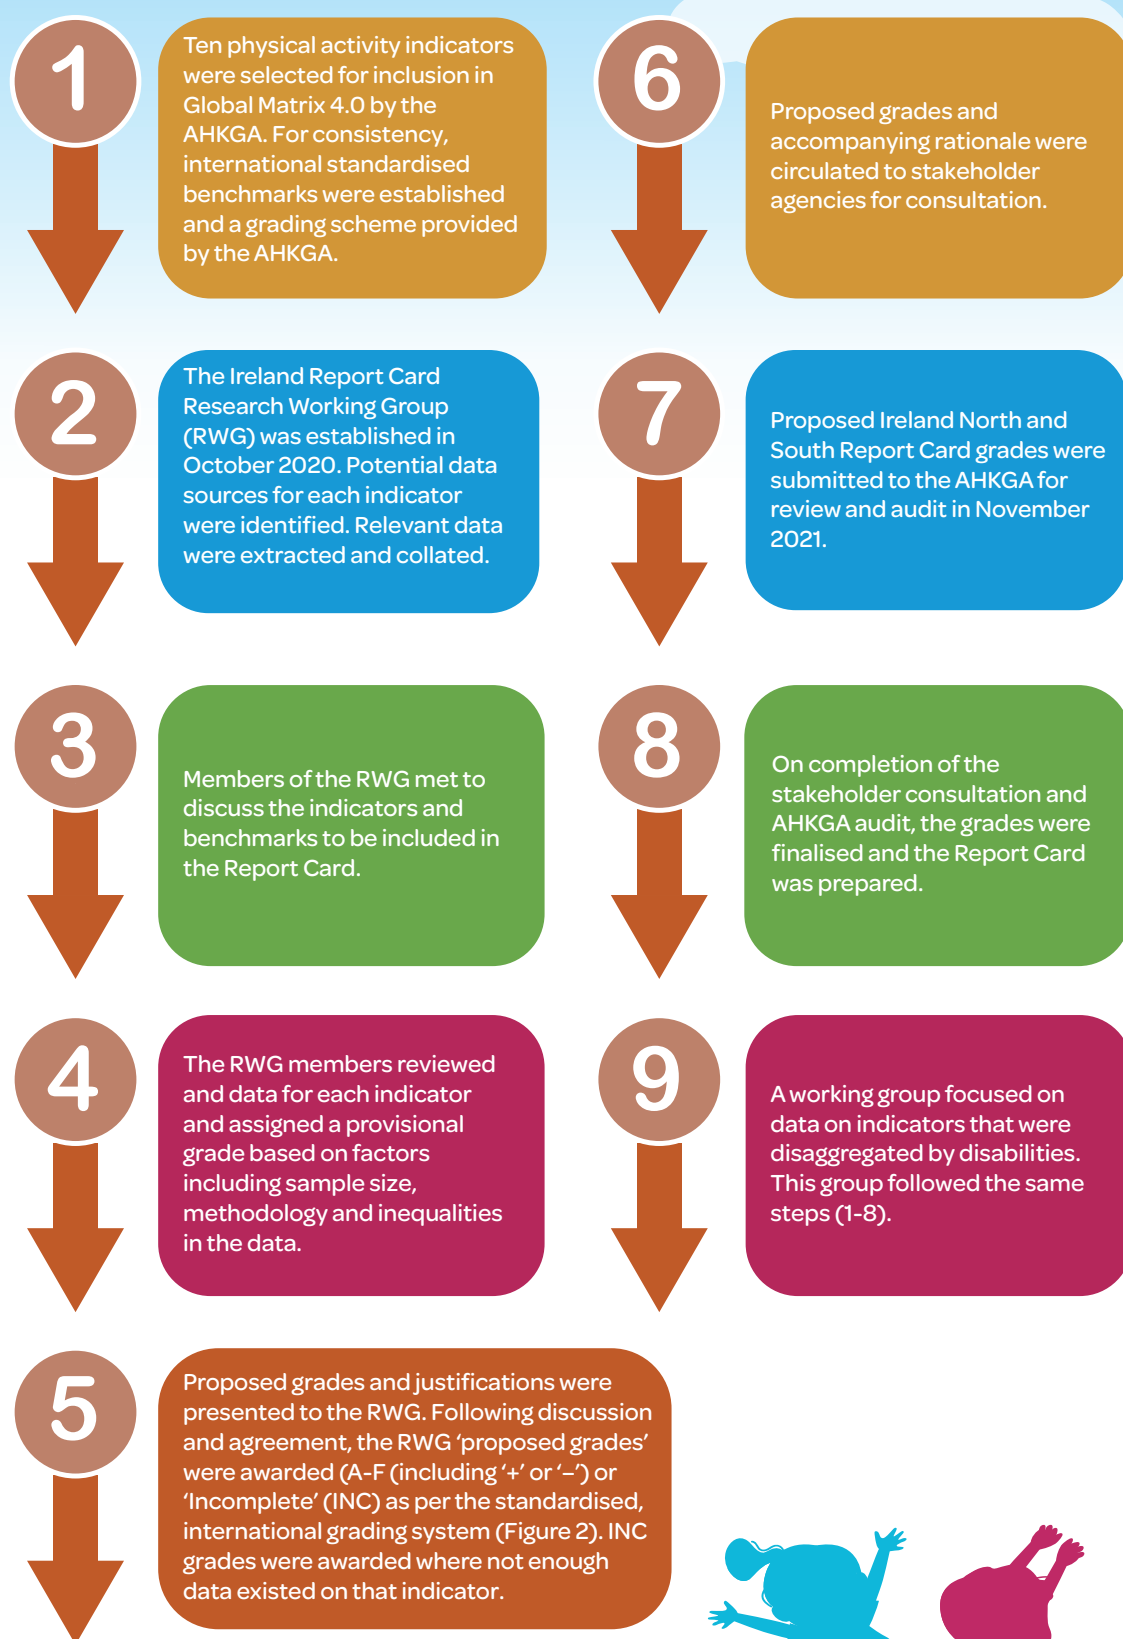 1
Ten physical activity indicators
were selected for inclusion in
Global Matrix 4.0 by the
AHKGA. For consistency,
international standardised
benchmarks were established
and a grading scheme provided
by the AHKGA.
2
The Ireland Report Card
Research Working Group
(RWG) was established in
October 2020. Potential data
sources for each indicator
were identified. Relevant data
were extracted and collated.
3
Members of the RWG met to
discuss the indicators and
benchmarks to be included in
the Report Card.
4
The RWG members reviewed
and data for each indicator
and assigned a provisional
grade based on factors
including sample size,
methodology and inequalities
in the data.
5
Proposed grades and justifications were
presented to the RWG. Following discussion
and agreement, the RWG ‘proposed grades’
were awarded (A-F (including ‘+’ or ‘–’) or
‘Incomplete’ (INC) as per the standardised,
international grading system (Figure 2). INC
grades were awarded where not enough
data existed on that indicator.
6
Proposed grades and
accompanying rationale were
circulated to stakeholder
agencies for consultation.
7
Proposed Ireland North and
South Report Card grades were
submitted to the AHKGA for
review and audit in November
2021.
8
On completion of the
stakeholder consultation and
AHKGA audit, the grades were
finalised and the Report Card
was prepared.
9
A working group focused on
data on indicators that were
disaggregated by disabilities.
This group followed the same
steps (1-8).